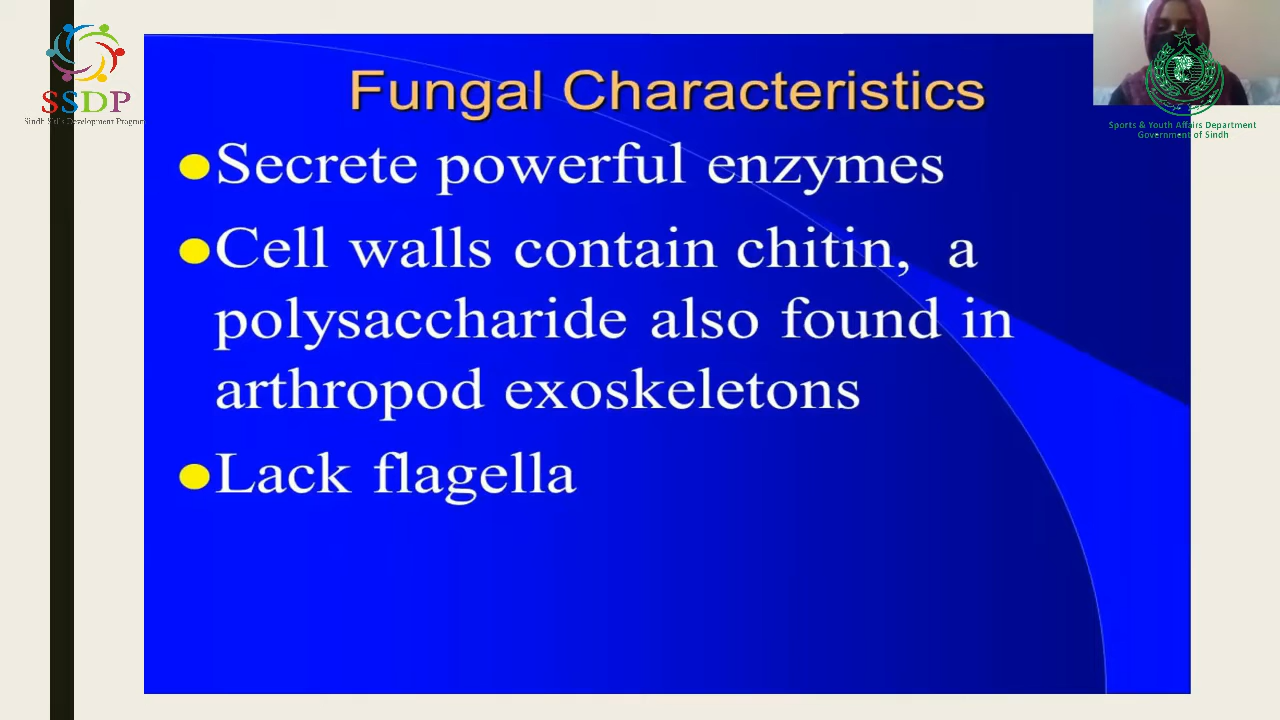 SSDP
Sindh Skills Development Program
Sports & Youth Affairs Department
Government of Sindh
Fungal Characteristics
Secrete powerful enzymes
Cell walls contain chitin, a
polysaccharide also found in
arthropod exoskeletons
Lack flagella